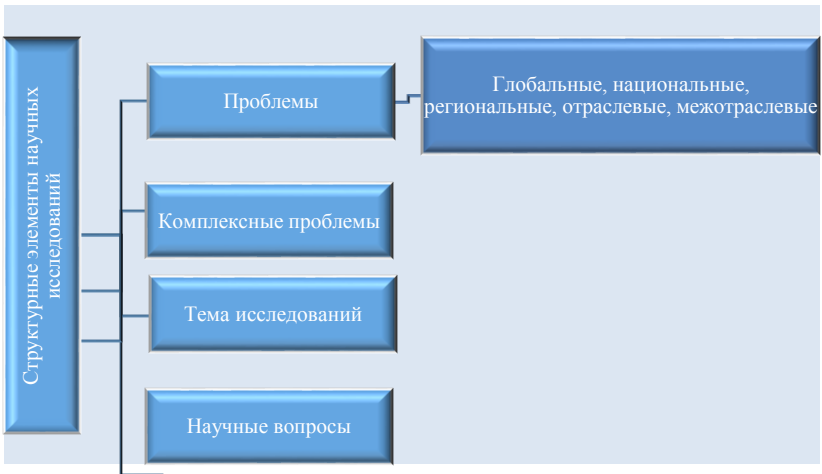 Структурные элементы научных
исследований
Проблемы
Глобальные, национальные,
региональные, отраслевые, межотраслевые
Комплексные проблемы
Тема исследований
Научные вопросы